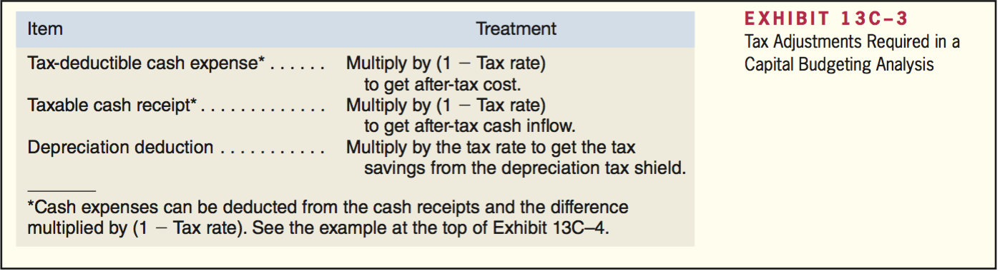 EXHIBIT 13C–3
Tax Adjustments Required in a
Capital Budgeting Analysis
Item Treatment
Tax-deductible cash expense* . . . . . . Multiply by (1 − Tax rate)
to get after-tax cost.
Taxable cash receipt* . . . . . . . . . . . . . Multiply by (1 − Tax rate)
to get after-tax cash inflow.
Depreciation deduction . . . . . . . . . . . Multiply by the tax rate to get the tax
savings from the depreciation tax shield.
*Cash expenses can be deducted from the cash receipts and the difference
multiplied by (1 − Tax rate). See the example at the top of Exhibit 13C–4.